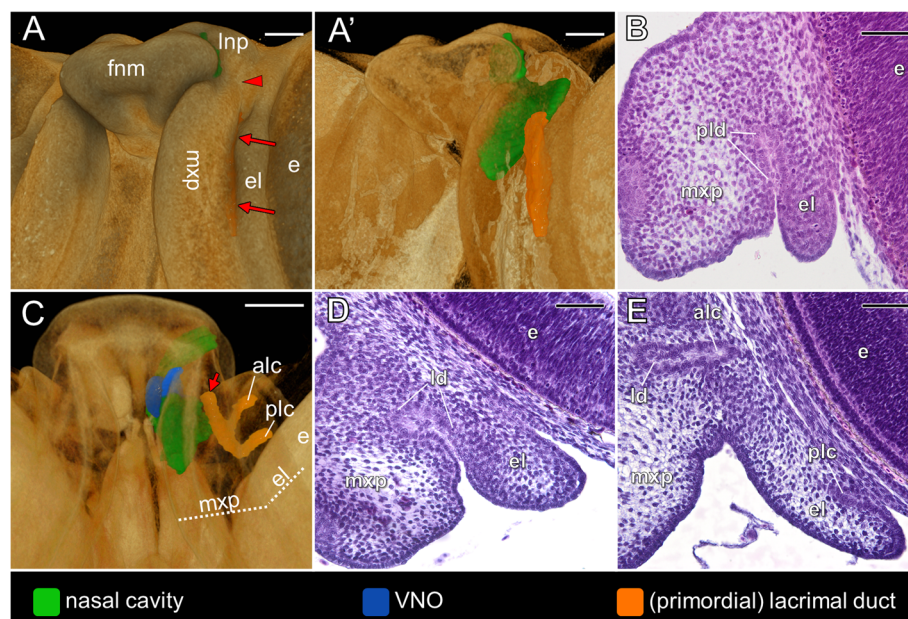 A
lnp
fnm
mxp
el
e
A'
B
e
pld
mxp
el
C
alc
plc
e
el
mxp
D
e
ld
mxp
el
E
alc
e
ld
plc
mxp
el
nasal cavity
VNO
(primordial) lacrimal duct